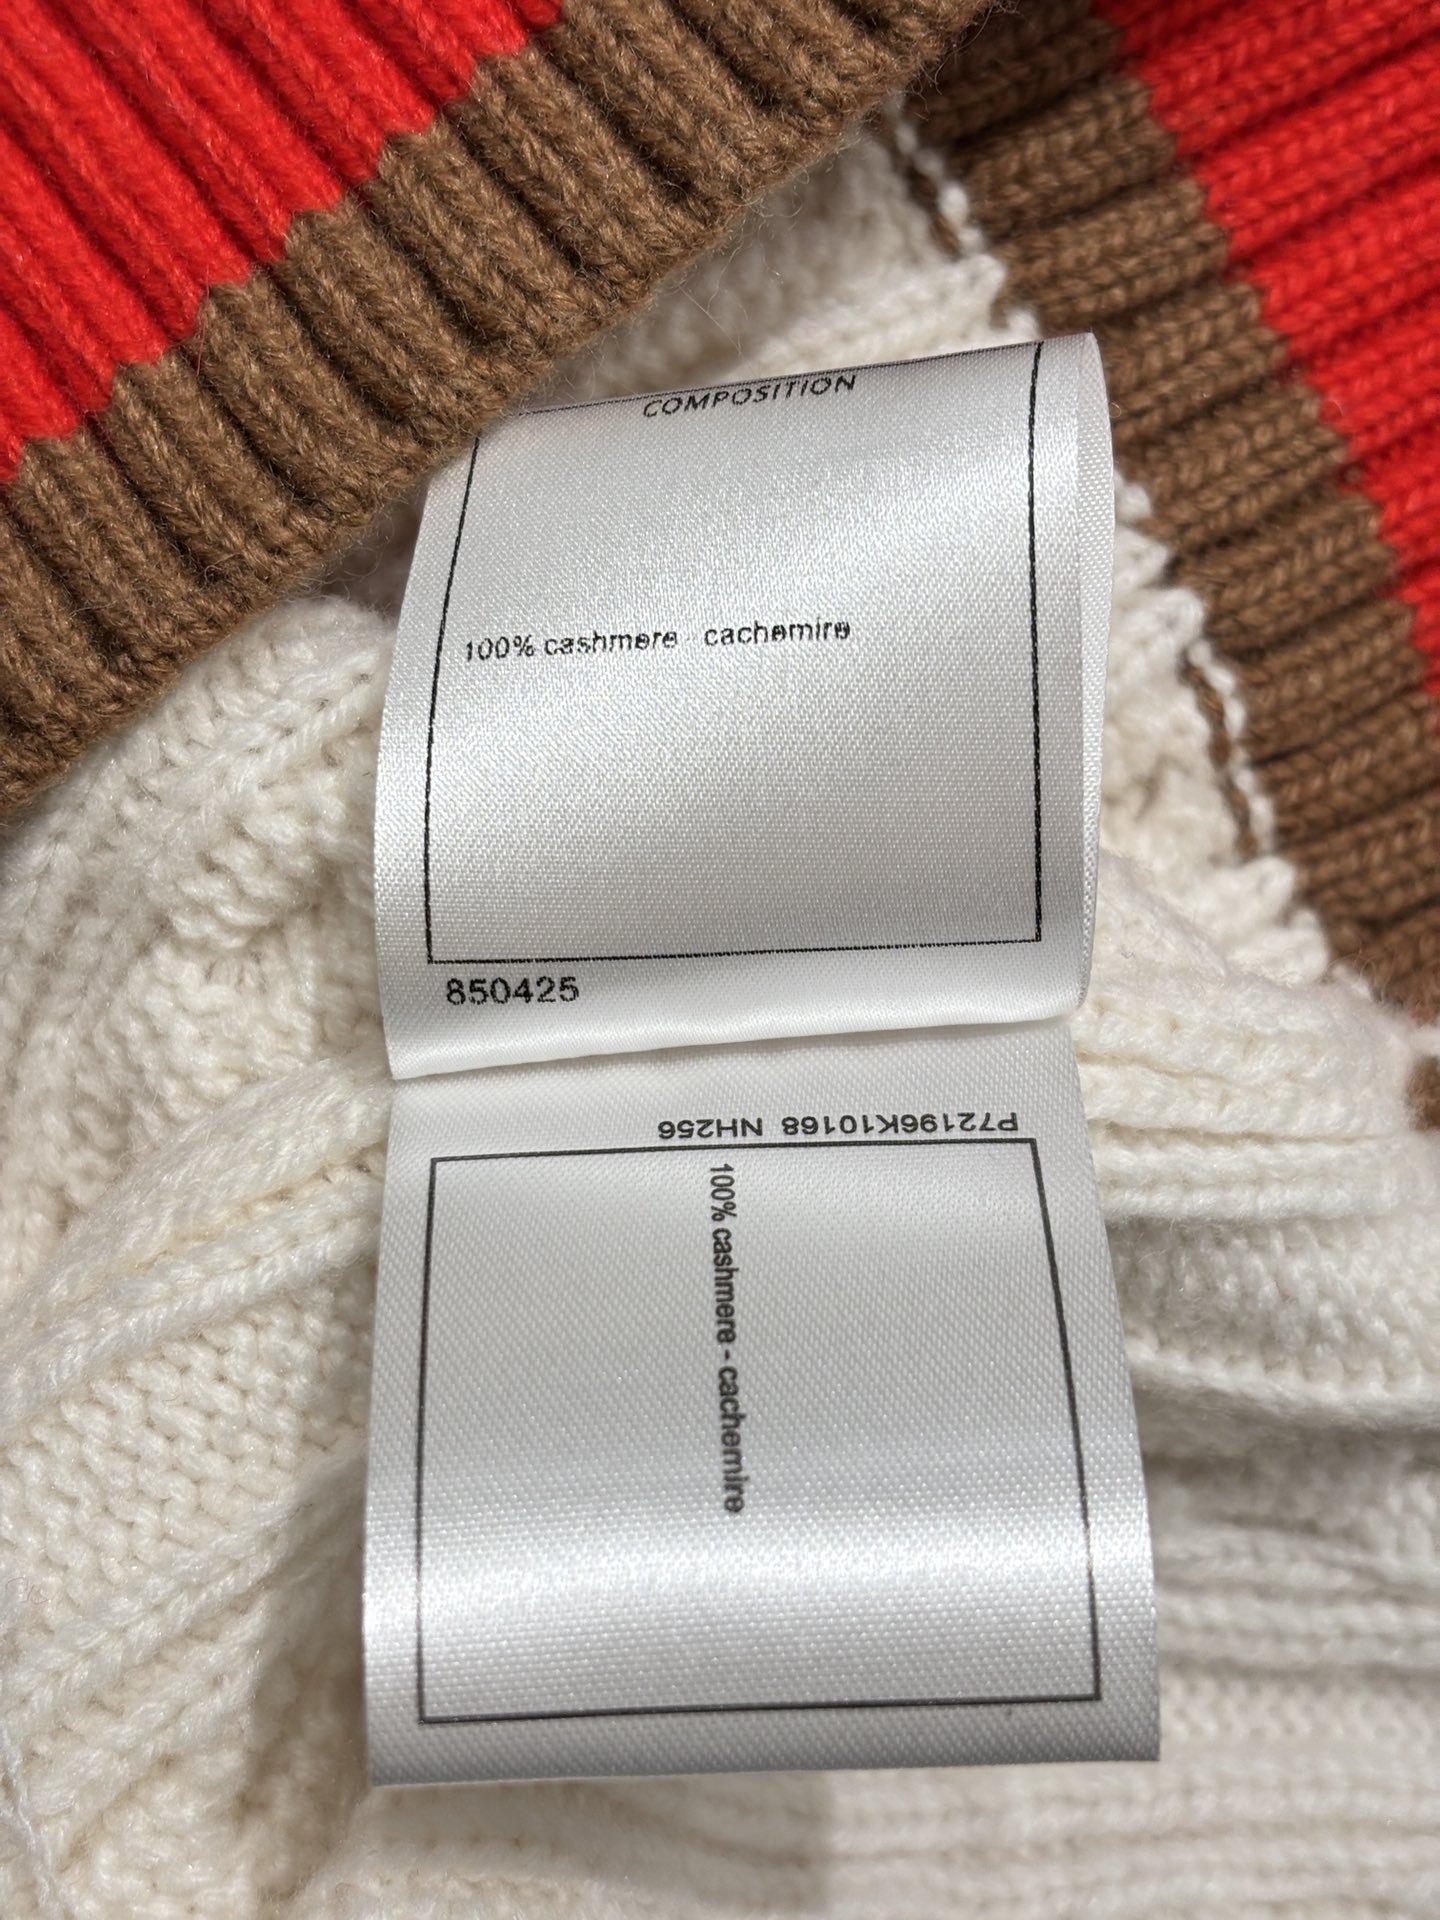 COMPOSITION
100% cashmere - cachemire
850425
P72196K10168 NH256
100% cashmere - cachemire